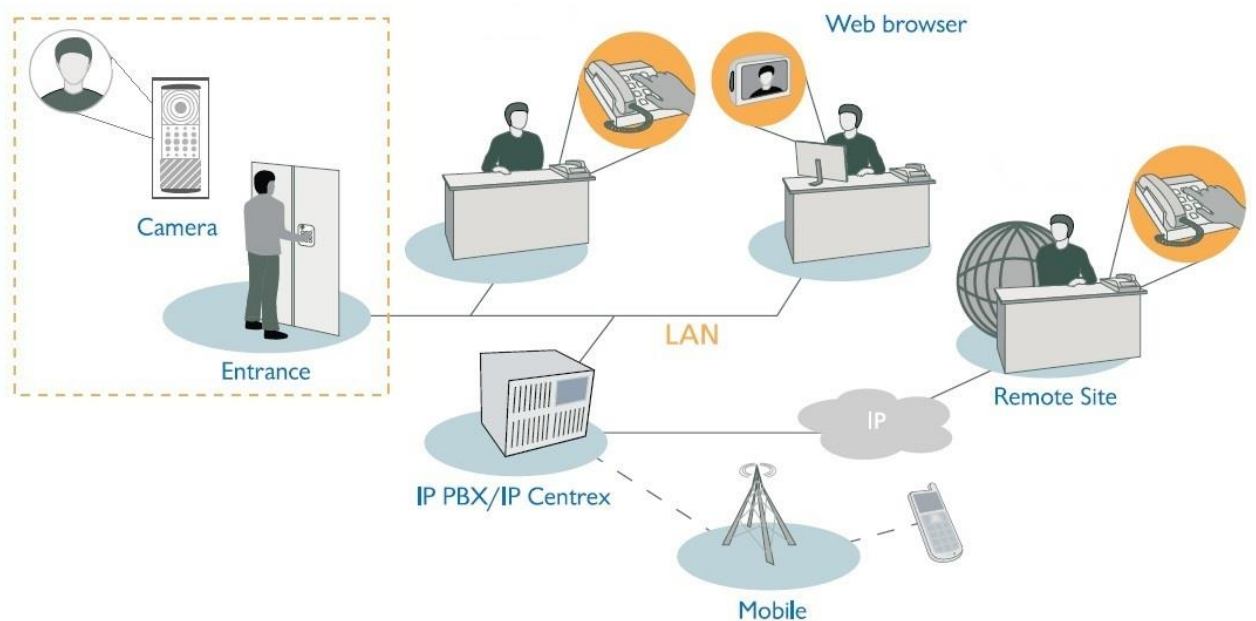 Web browser
Camera
Entrance
LAN
Remote Site
IP
IP PBX/IP Centrex
Mobile